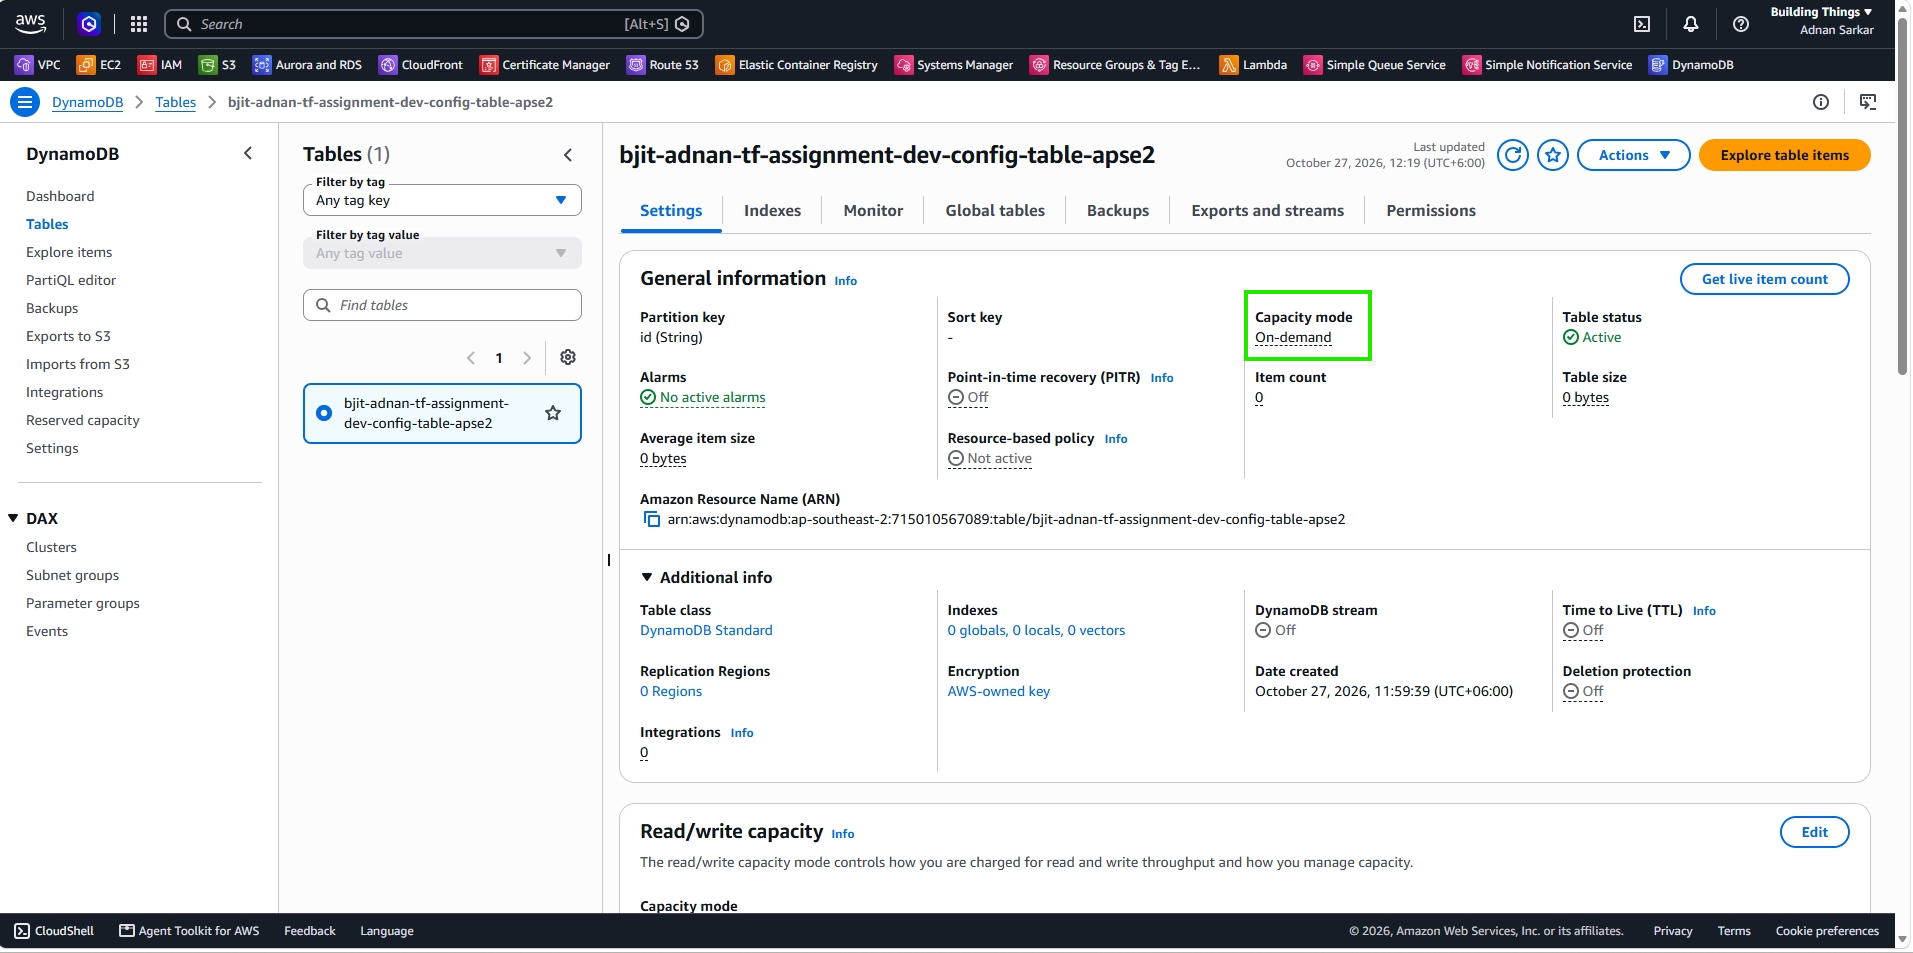 aws
Search
[Alt+S]
Building Things
Adnan Sarkar
VPC
EC2
IAM
S3
Aurora and RDS
CloudFront
Certificate Manager
Route 53
Elastic Container Registry
Systems Manager
Resource Groups & Tag E...
Lambda
Simple Queue Service
Simple Notification Service
DynamoDB
DynamoDB
Tables
bjit-adnan-tf-assignment-dev-config-table-apse2
DynamoDB
Dashboard
Tables
Explore items
PartiQL editor
Backups
Exports to S3
Imports from S3
Integrations
Reserved capacity
Settings
DAX
Clusters
Subnet groups
Parameter groups
Events
Tables (1)
Filter by tag
Any tag key
Filter by tag value
Any tag value
Find tables
1
bjit-adnan-tf-assignment-
dev-config-table-apse2
bjit-adnan-tf-assignment-dev-config-table-apse2
Last updated
October 27, 2026, 12:19 (UTC+6:00)
Actions
Explore table items
Settings
Indexes
Monitor
Global tables
Backups
Exports and streams
Permissions
General information Info
Get live item count
Partition key
id (String)
Sort key
-
Capacity mode
On-demand
Table status
Active
Alarms
No active alarms
Point-in-time recovery (PITR) Info
Off
Item count
0
Table size
0 bytes
Average item size
0 bytes
Resource-based policy Info
Not active
Amazon Resource Name (ARN)
arn:aws:dynamodb:ap-southeast-2:715010567089:table/bjit-adnan-tf-assignment-dev-config-table-apse2
Additional info
Table class
DynamoDB Standard
Indexes
0 globals, 0 locals, 0 vectors
DynamoDB stream
Off
Time to Live (TTL) Info
Off
Replication Regions
0 Regions
Encryption
AWS-owned key
Date created
October 27, 2026, 11:59:39 (UTC+06:00)
Deletion protection
Off
Integrations Info
0
Read/write capacity Info
Edit
The read/write capacity mode controls how you are charged for read and write throughput and how you manage capacity.
Capacity mode
CloudShell
Agent Toolkit for AWS
Feedback
Language
© 2026, Amazon Web Services, Inc. or its affiliates.
Privacy
Terms
Cookie preferences